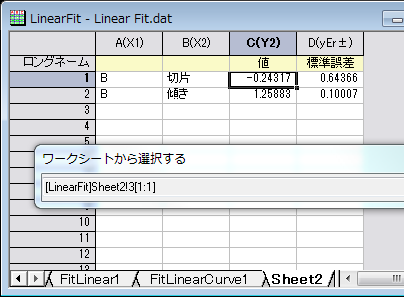 LinearFit - Linear Fit.dat
A(X1) B(X2) C(Y2) D(yEr±)
ロングネーム 値 標準誤差
1 B 切片 -0.24317 0.64366
2 B 傾き 1.25883 0.10007
3
4
5
ワークシートから選択する
[LinearFit]Sheet2!3[1:1]
10
11
12
13
FitLinear1 FitLinearCurve1 Sheet2